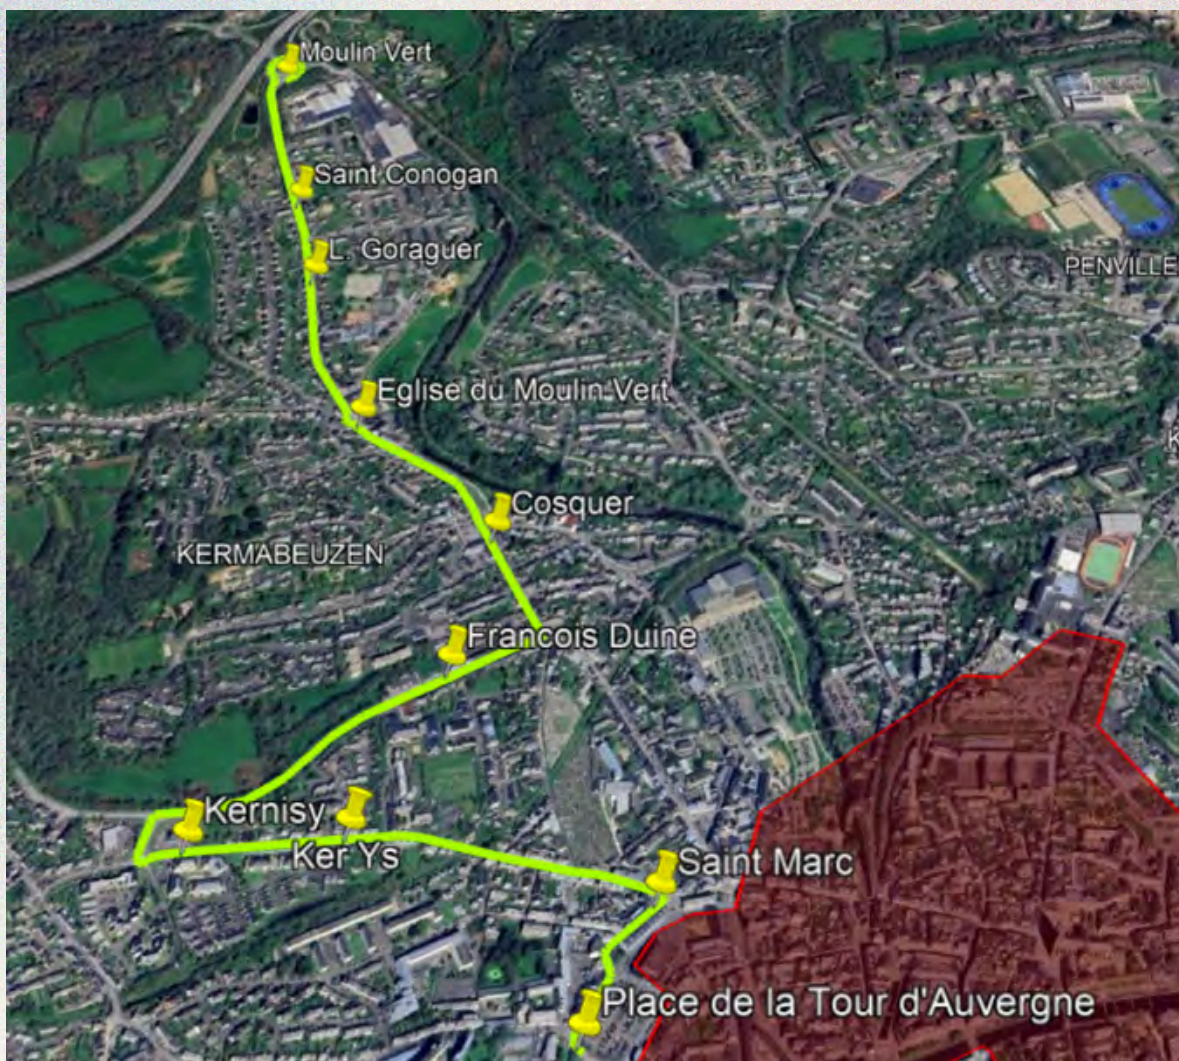 Moulin Vert
Saint Conogan
L. Goraguer
PENVILLE
Eglise du Moulin Vert
K
Cosquer
KERMABEUZEN
Francois Duine
Kernisy
Ker Ys
Saint Marc
Place de la Tour d'Auvergne